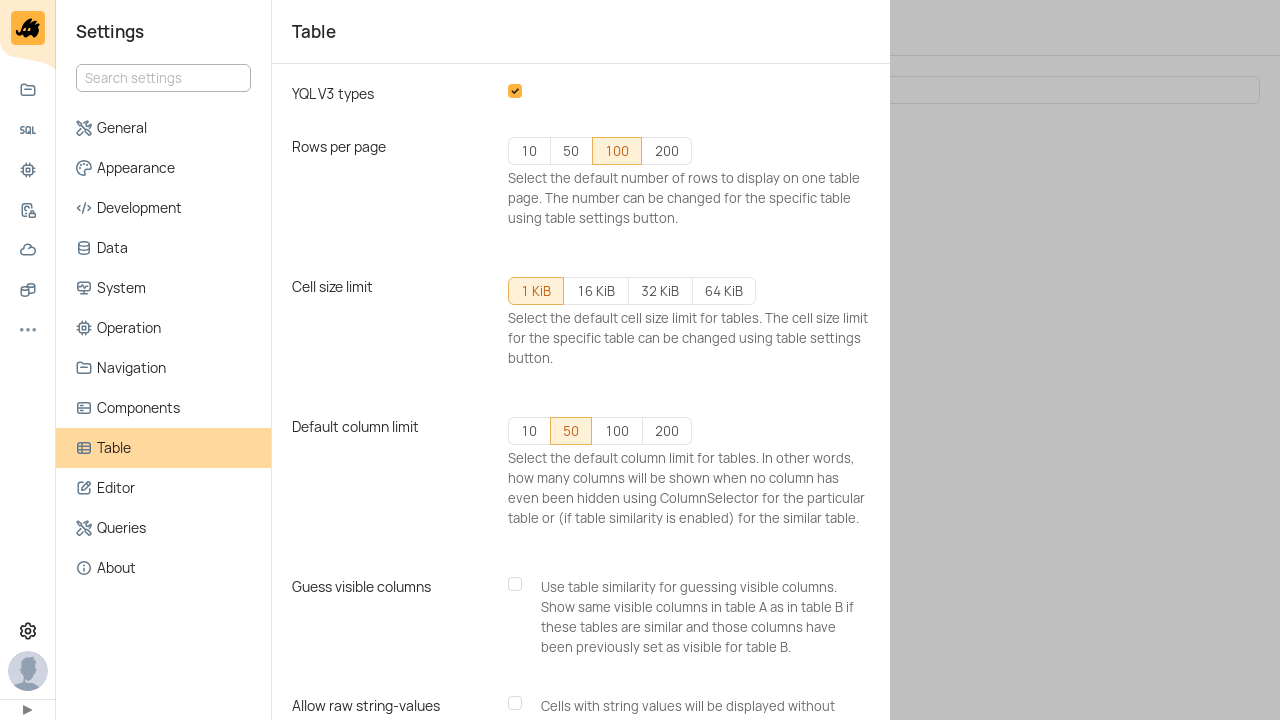 Settings
Search settings
General
Appearance
Development
Data
System
Operation
Navigation
Components
Table
Editor
Queries
About
SQL
Table
YQL V3 types
Rows per page
10 50 100 200
Select the default number of rows to display on one table
page. The number can be changed for the specific table
using table settings button.
Cell size limit
1 KiB 16 KiB 32 KiB 64 KiB
Select the default cell size limit for tables. The cell size limit
for the specific table can be changed using table settings
button.
Default column limit
10 50 100 200
Select the default column limit for tables. In other words,
how many columns will be shown when no column has
even been hidden using ColumnSelector for the particular
table or (if table similarity is enabled) for the similar table.
Guess visible columns
Use table similarity for guessing visible columns.
Show same visible columns in table A as in table B if
these tables are similar and those columns have
been previously set as visible for table B.
Allow raw string-values
Cells with string values will be displayed without